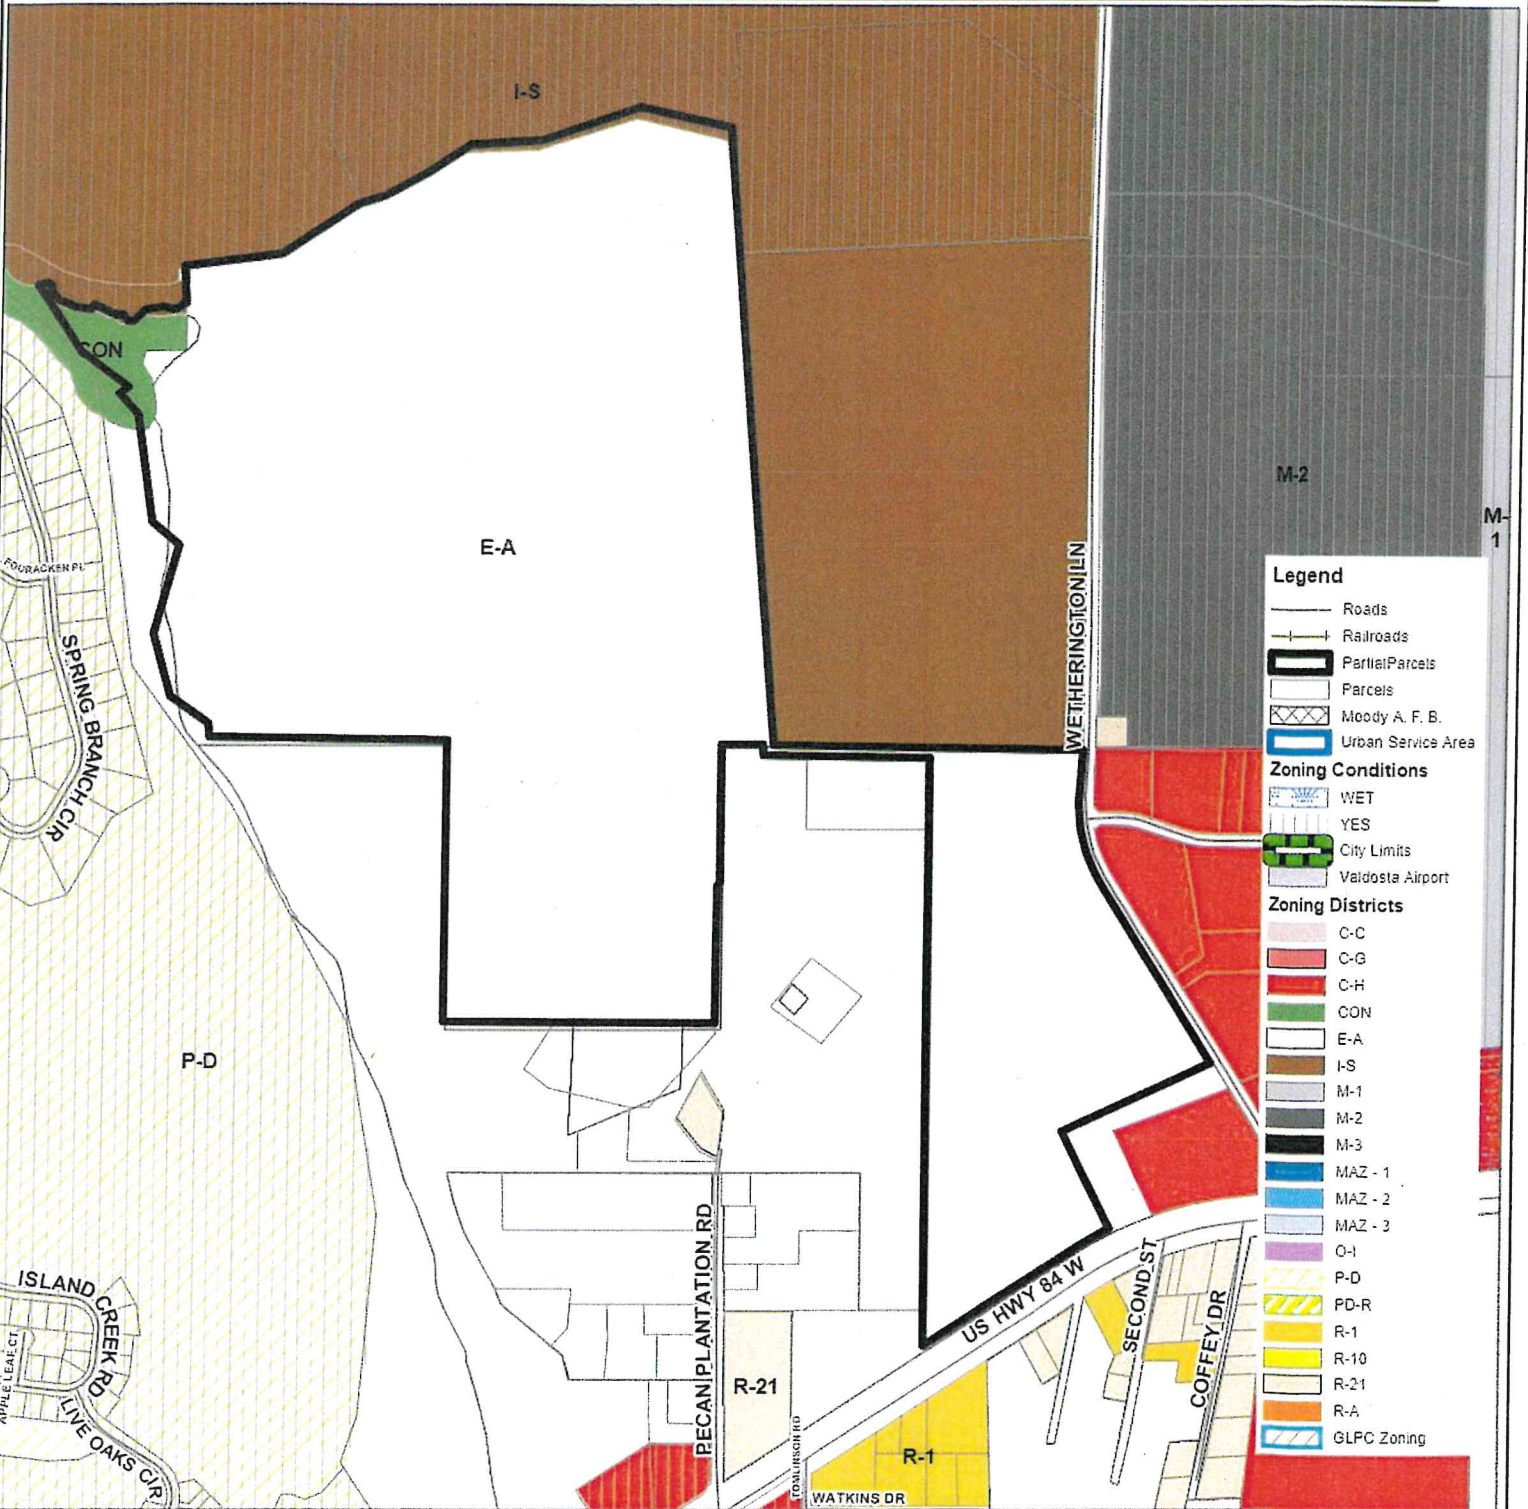 I-S
CON
M-2
M-
1
E-A
WETHERINGTON LN
FOURACKER PL
SPRING BRANCH CIR
P-D
PECAN PLANTATION RD
US HWY 84 W
SECOND ST
COFFEY DR
ISLAND CREEK RD
APPLE LEAF CT
LIVE OAKS CIR
R-21
TOMLINSON RD
R-1
WATKINS DR
Legend
Roads
Railroads
PartialParcels
Parcels
Moody A. F. B.
Urban Service Area
Zoning Conditions
WET
YES
City Limits
Valdosta Airport
Zoning Districts
C-C
C-G
C-H
CON
E-A
I-S
M-1
M-2
M-3
MAZ - 1
MAZ - 2
MAZ - 3
O-I
P-D
PD-R
R-1
R-10
R-21
R-A
GLPC Zoning